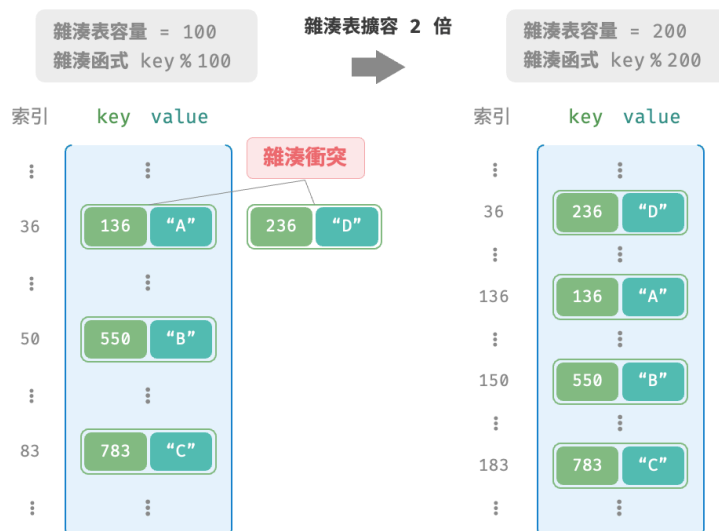 雜湊表容量 = 100
雜湊函式 key % 100
雜湊表擴容 2 倍
雜湊表容量 = 200
雜湊函式 key % 200
索引 key value
雜湊衝突
36 136 “A” 236 “D”
50 550 “B”
83 783 “C”
索引 key value
36 236 “D”
136 136 “A”
150 550 “B”
183 783 “C”